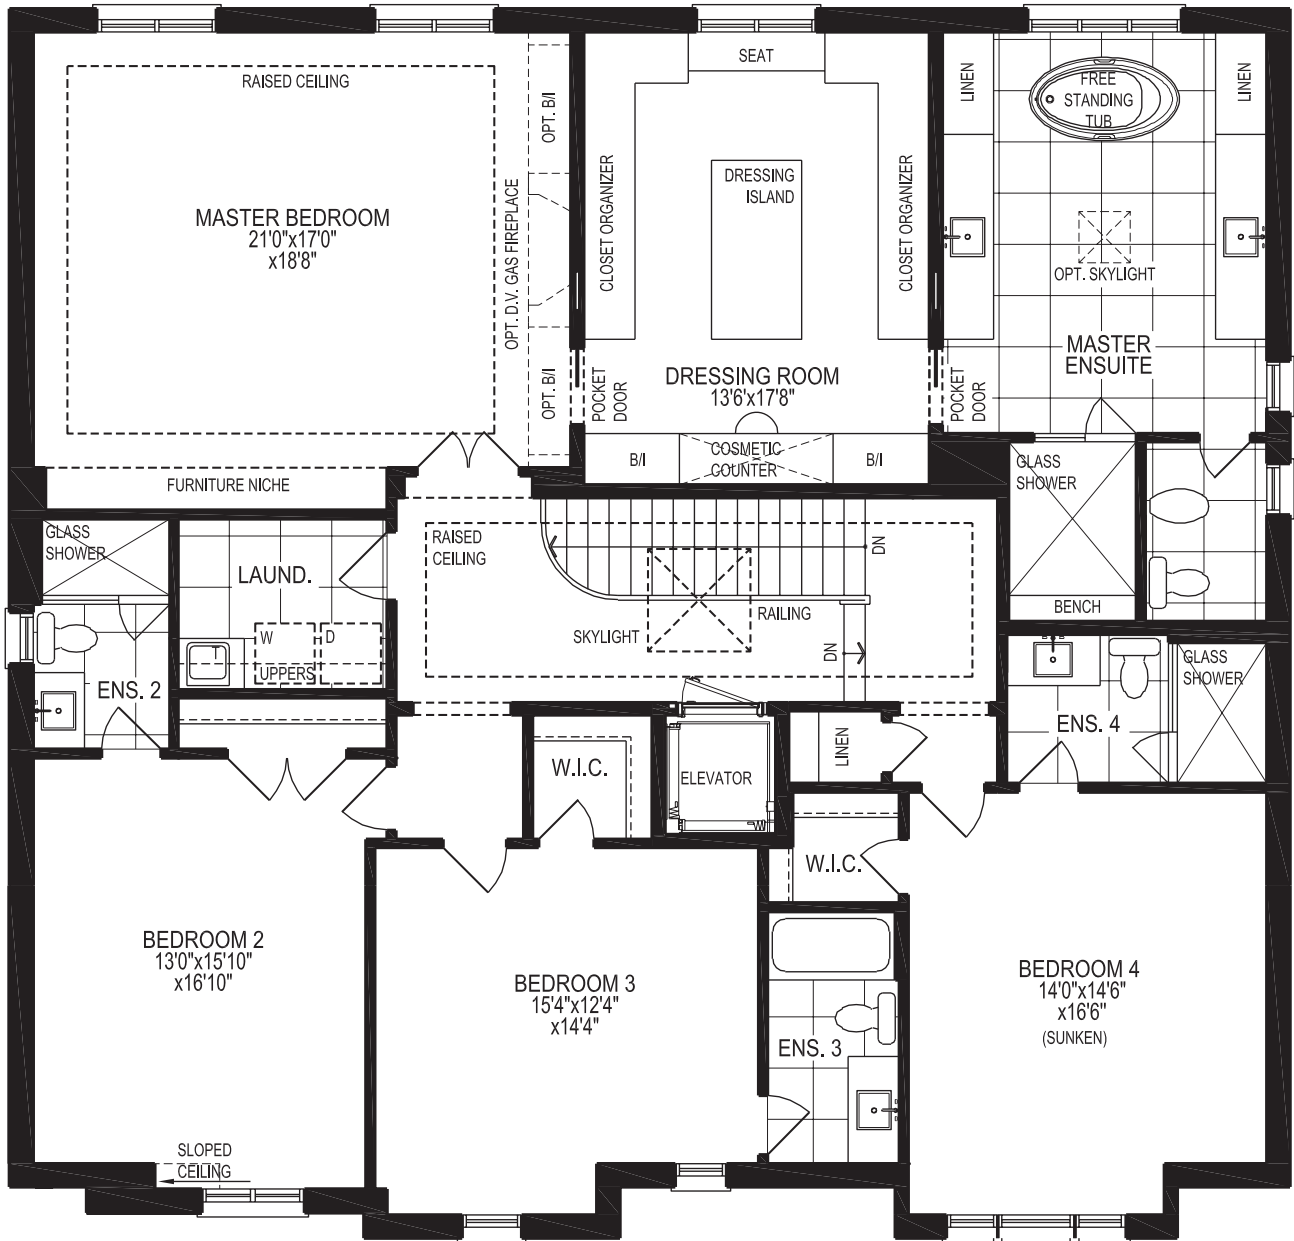 RAISED CEILING
MASTER BEDROOM
21'0"x17'0"
x18'8"
OPT. B/I
OPT. D.V. GAS FIREPLACE
OPT. B/I
FURNITURE NICHE
SEAT
CLOSET ORGANIZER
DRESSING
ISLAND
CLOSET ORGANIZER
POCKET
DOOR
DRESSING ROOM
13'6"x17'8"
B/I
COSMETIC
COUNTER
B/I
LINEN
FREE
STANDING
TUB
LINEN
OPT. SKYLIGHT
MASTER
ENSUITE
POCKET
DOOR
GLASS
SHOWER
BENCH
GLASS
SHOWER
LAUND.
W
D
UPPERS
ENS. 2
RAISED
CEILING
DN
RAILING
SKYLIGHT
DN
GLASS
SHOWER
ENS. 4
W.I.C.
ELEVATOR
LINEN
W.I.C.
BEDROOM 2
13'0"x15'10"
x16'10"
SLOPED
CEILING
BEDROOM 3
15'4"x12'4"
x14'4"
ENS. 3
BEDROOM 4
14'0"x14'6"
x16'6"
(SUNKEN)